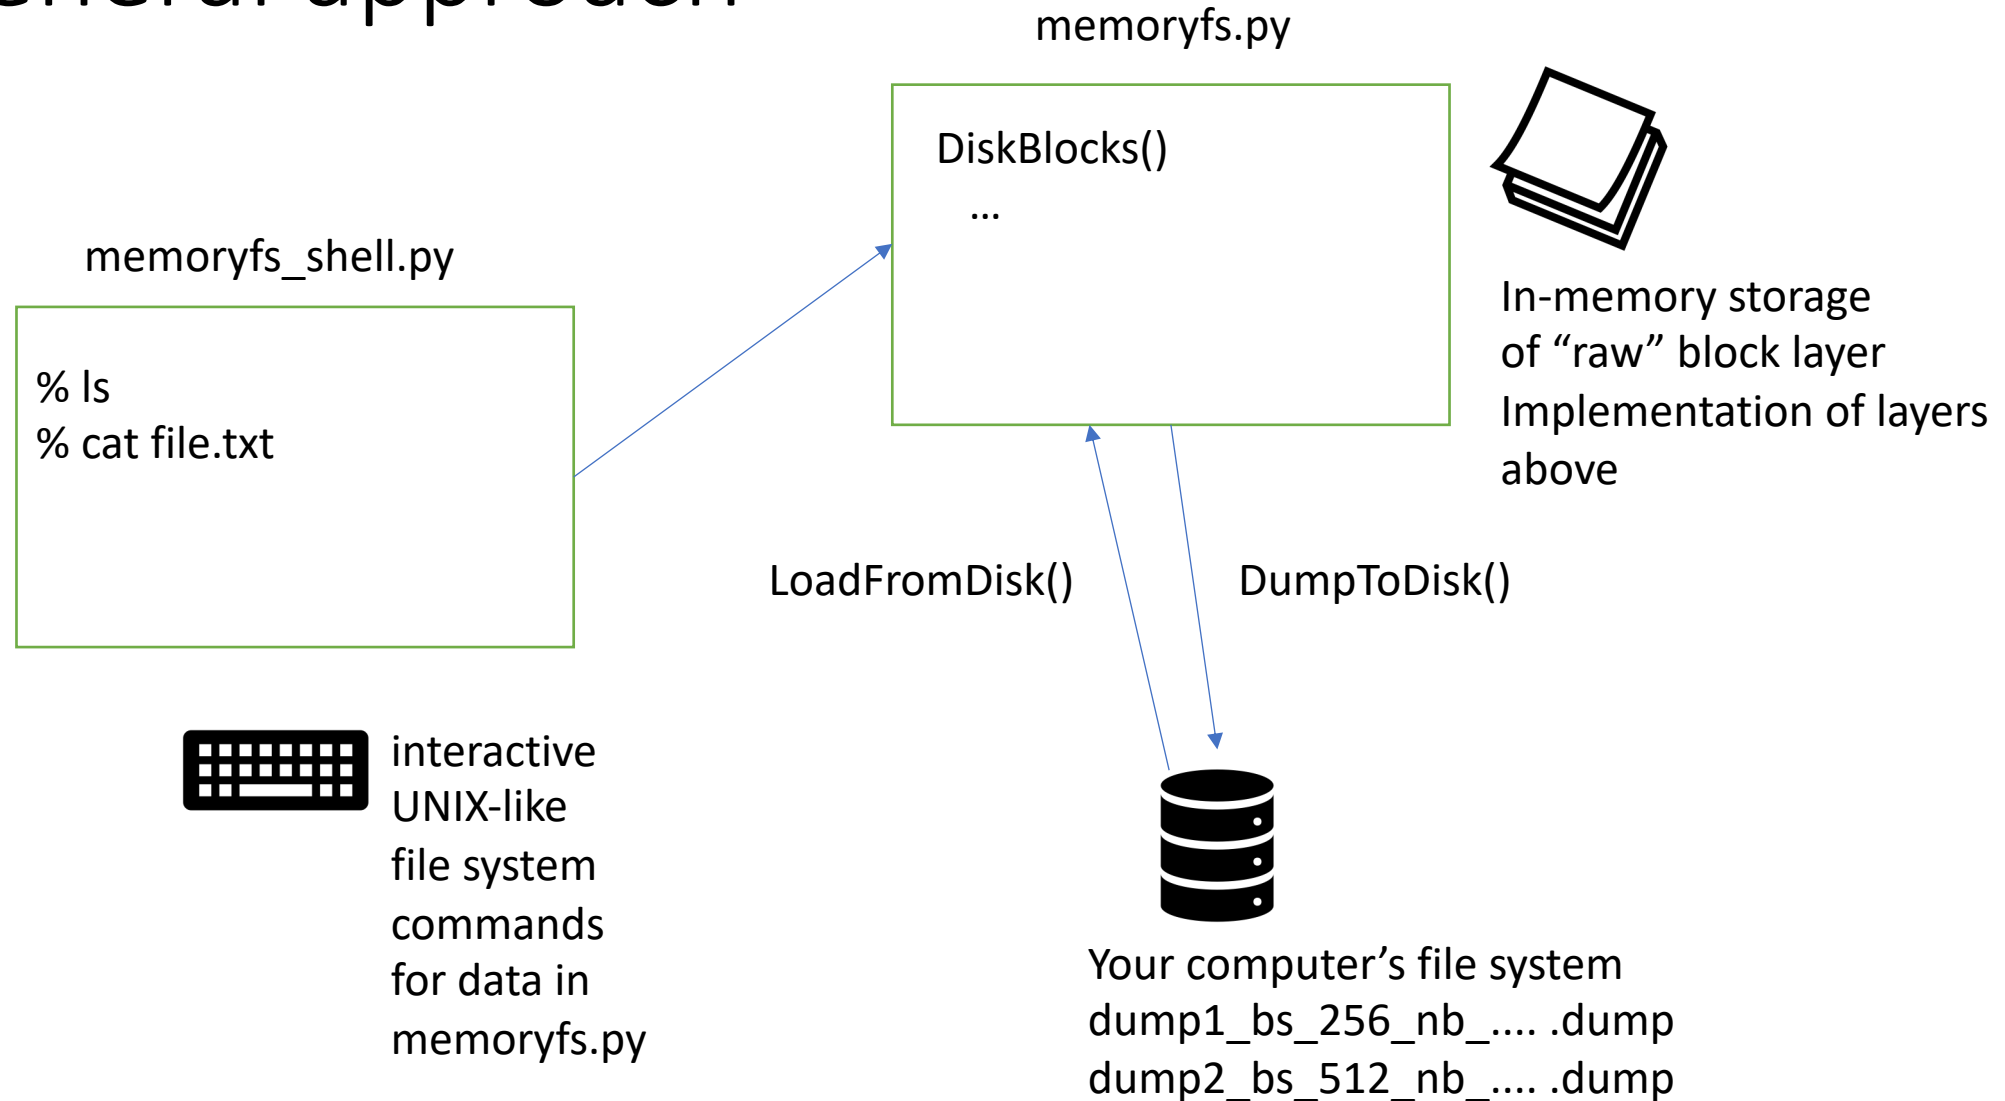 eneral approach
memoryfs.py
DiskBlocks()
...
memoryfs_shell.py
% ls
% cat file.txt
In-memory storage
of “raw” block layer
Implementation of layers
above
LoadFromDisk()
DumpToDisk()
interactive
UNIX-like
file system
commands
for data in
memoryfs.py
Your computer’s file system
dump1_bs_256_nb_.... .dump
dump2_bs_512_nb_.... .dump